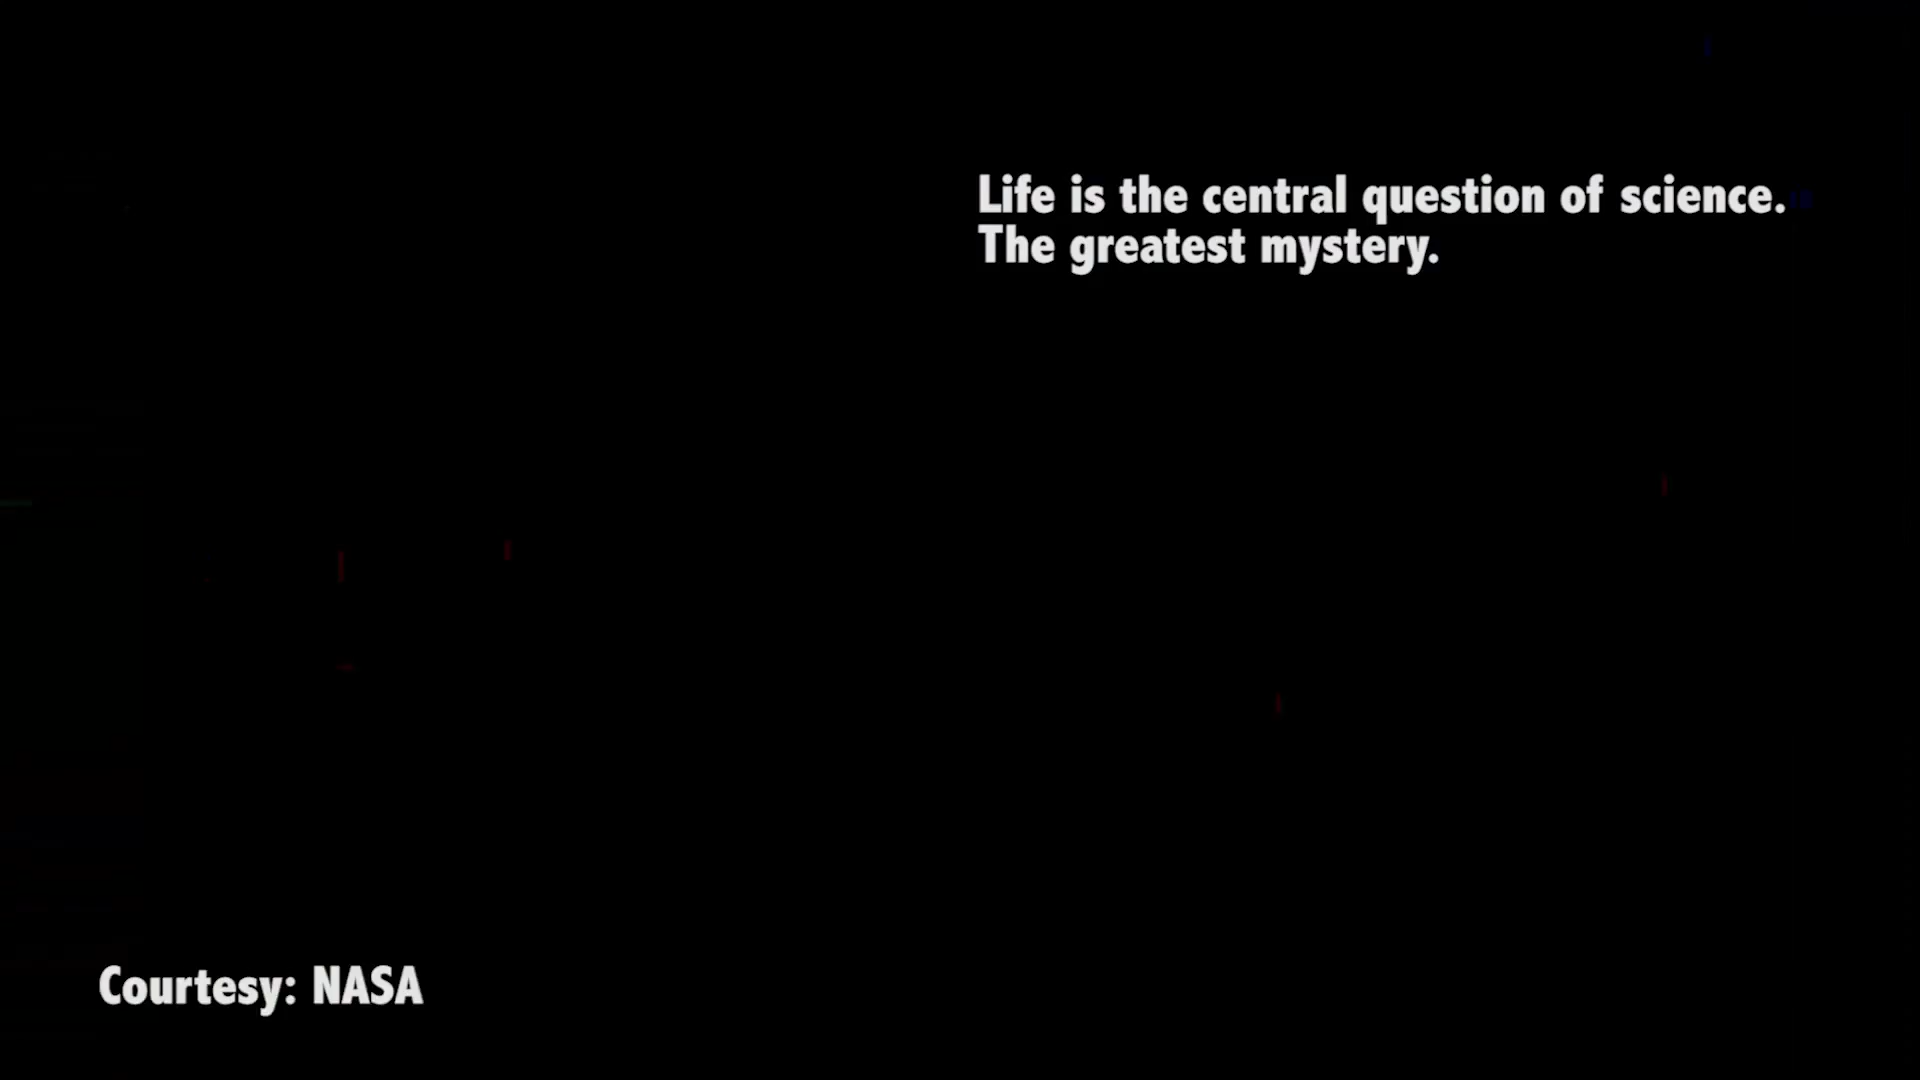 Life is the central question of science.
The greatest mystery.
Courtesy: NASA